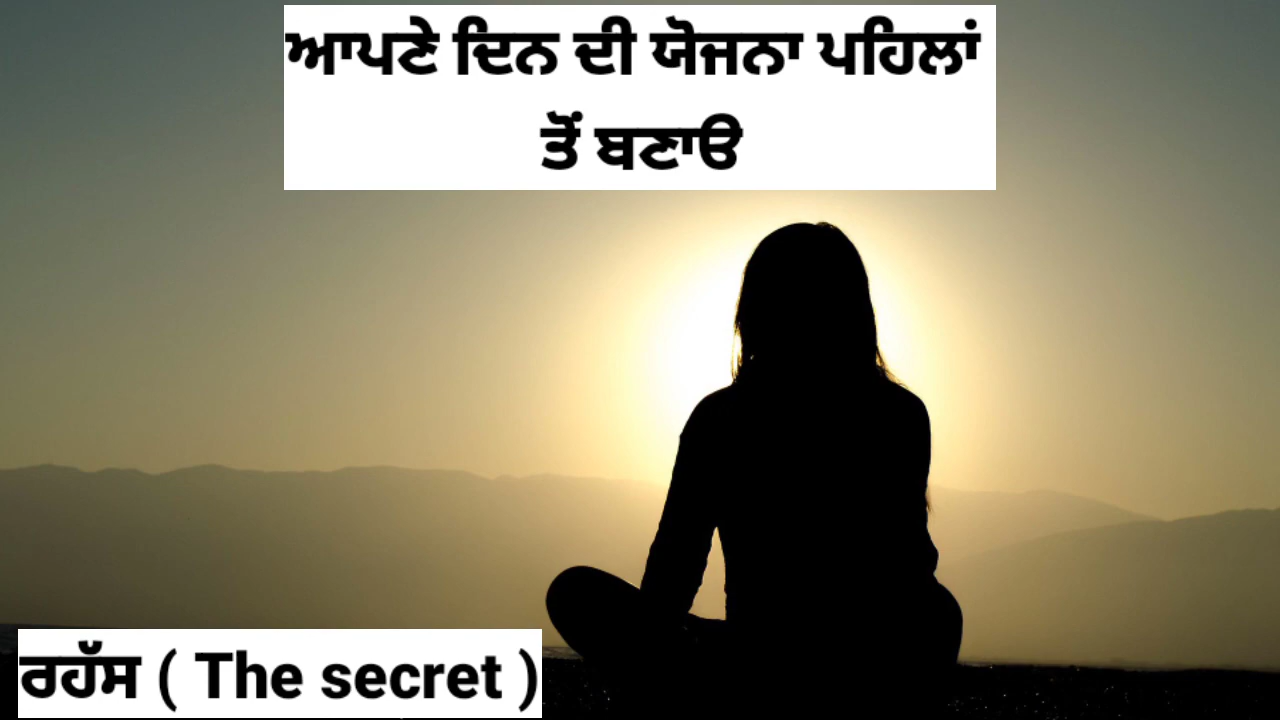 ਆਪਣੇ ਦਿਨ ਦੀ ਯੋਜਨਾ ਪਹਿਲਾਂ
ਤੋਂ ਬਣਾੳ
ਰਹੱਸ ( The secret )